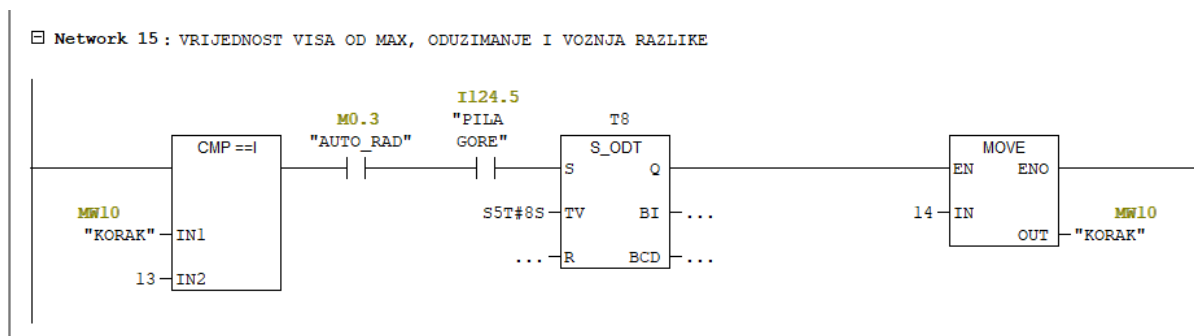 Network 15 : VRIJEDNOST VISA OD MAX, ODUZIMANJE I VOZNJA RAZLIKE
I124.5
M0.3 "PILA T8
"AUTO_RAD" GORE"
CMP ==I S_ODT MOVE
S Q EN ENO
MW10 S5T#8S TV BI ... 14 IN MW10
"KORAK" IN1 OUT "KORAK"
... R BCD ...
13 IN2